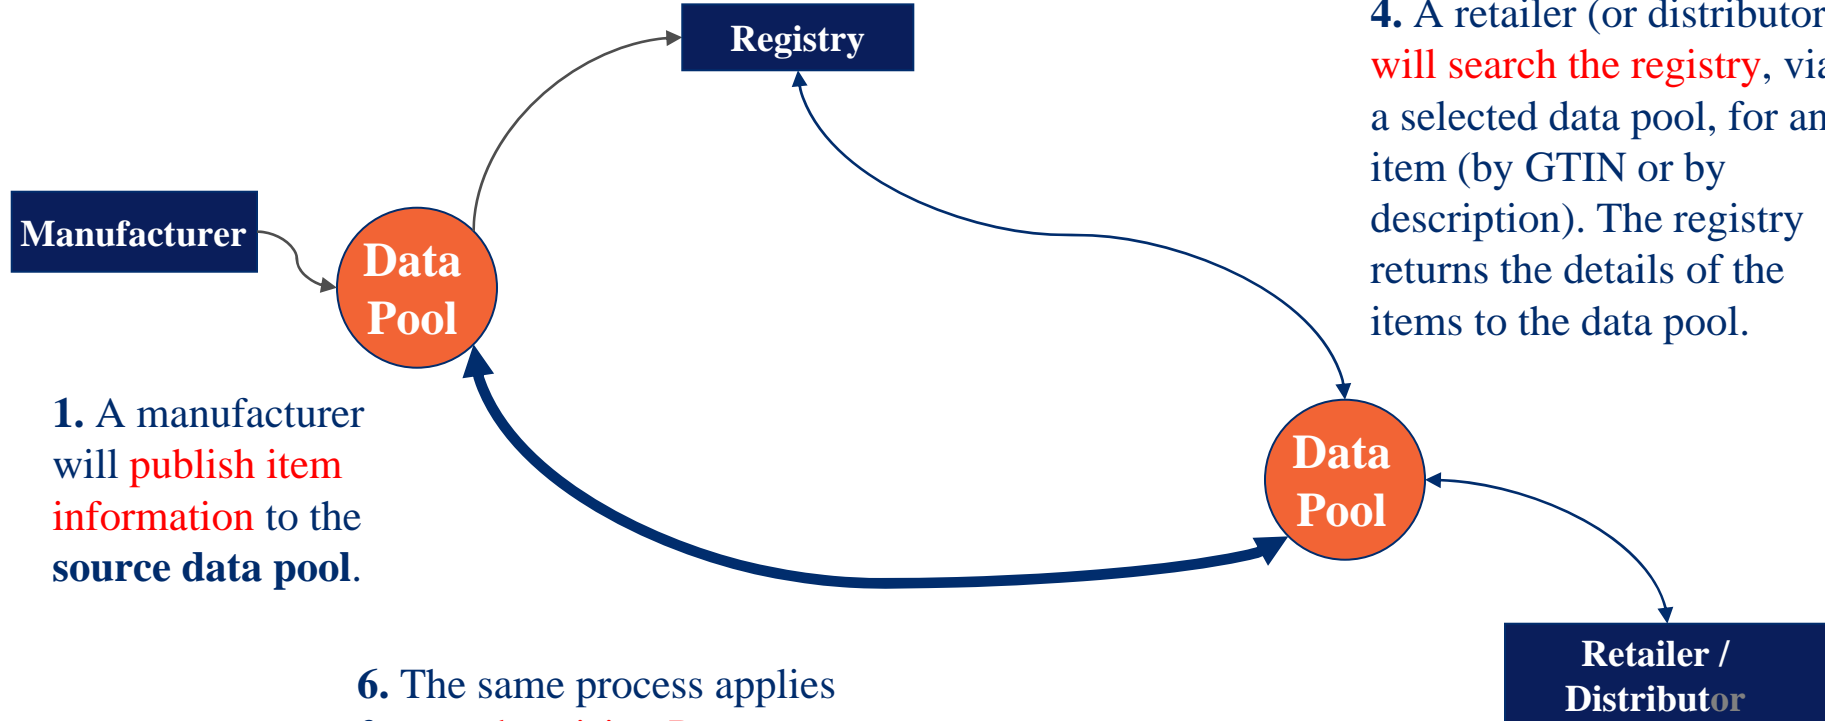 Registry
4. A retailer (or distributor
will search the registry, via
a selected data pool, for an
item (by GTIN or by
description). The registry
returns the details of the
items to the data pool.
Manufacturer
Data
Pool
1. A manufacturer
will publish item
information to the
source data pool.
Data
Pool
Retailer /
Distributor
6. The same process applies